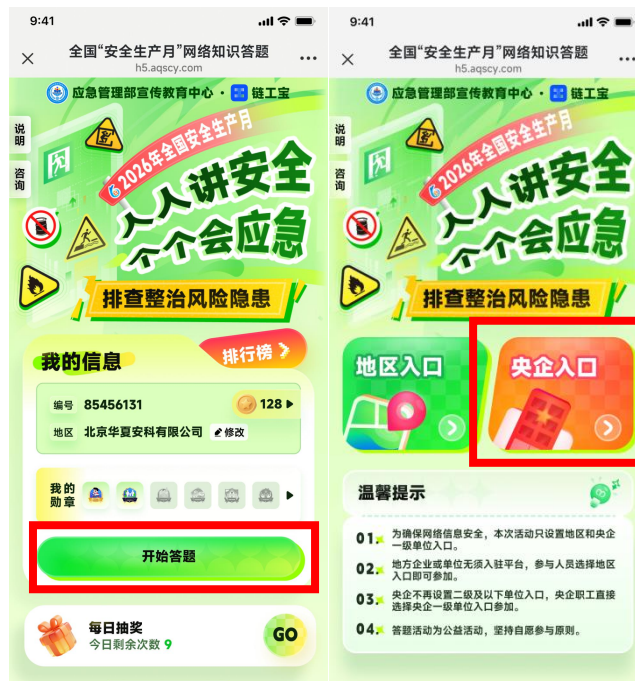 9:41
全国“安全生产月”网络知识答题
h5.aqscy.com
应急管理部宣传教育中心・链工宝
说明
咨询
2026年全国安全生产月
人人讲安全
个个会应急
排查整治风险隐患
我的信息
排行榜
编号 85456131
128
地区 北京华夏安科有限公司 修改
我的勋章
开始答题
每日抽奖
今日剩余次数 9
GO
9:41
全国“安全生产月”网络知识答题
h5.aqscy.com
应急管理部宣传教育中心・链工宝
说明
咨询
2026年全国安全生产月
人人讲安全
个个会应急
排查整治风险隐患
地区入口
央企入口
温馨提示
01. 为确保网络信息安全，本次活动只设置地区和央企
一级单位入口。
02. 地方企业或单位无须入驻平台，参与人员选择地区
入口即可参加。
03. 央企不再设置二级及以下单位入口，央企职工直接
选择央企一级单位入口参加。
04. 答题活动为公益活动，坚持自愿参与原则。